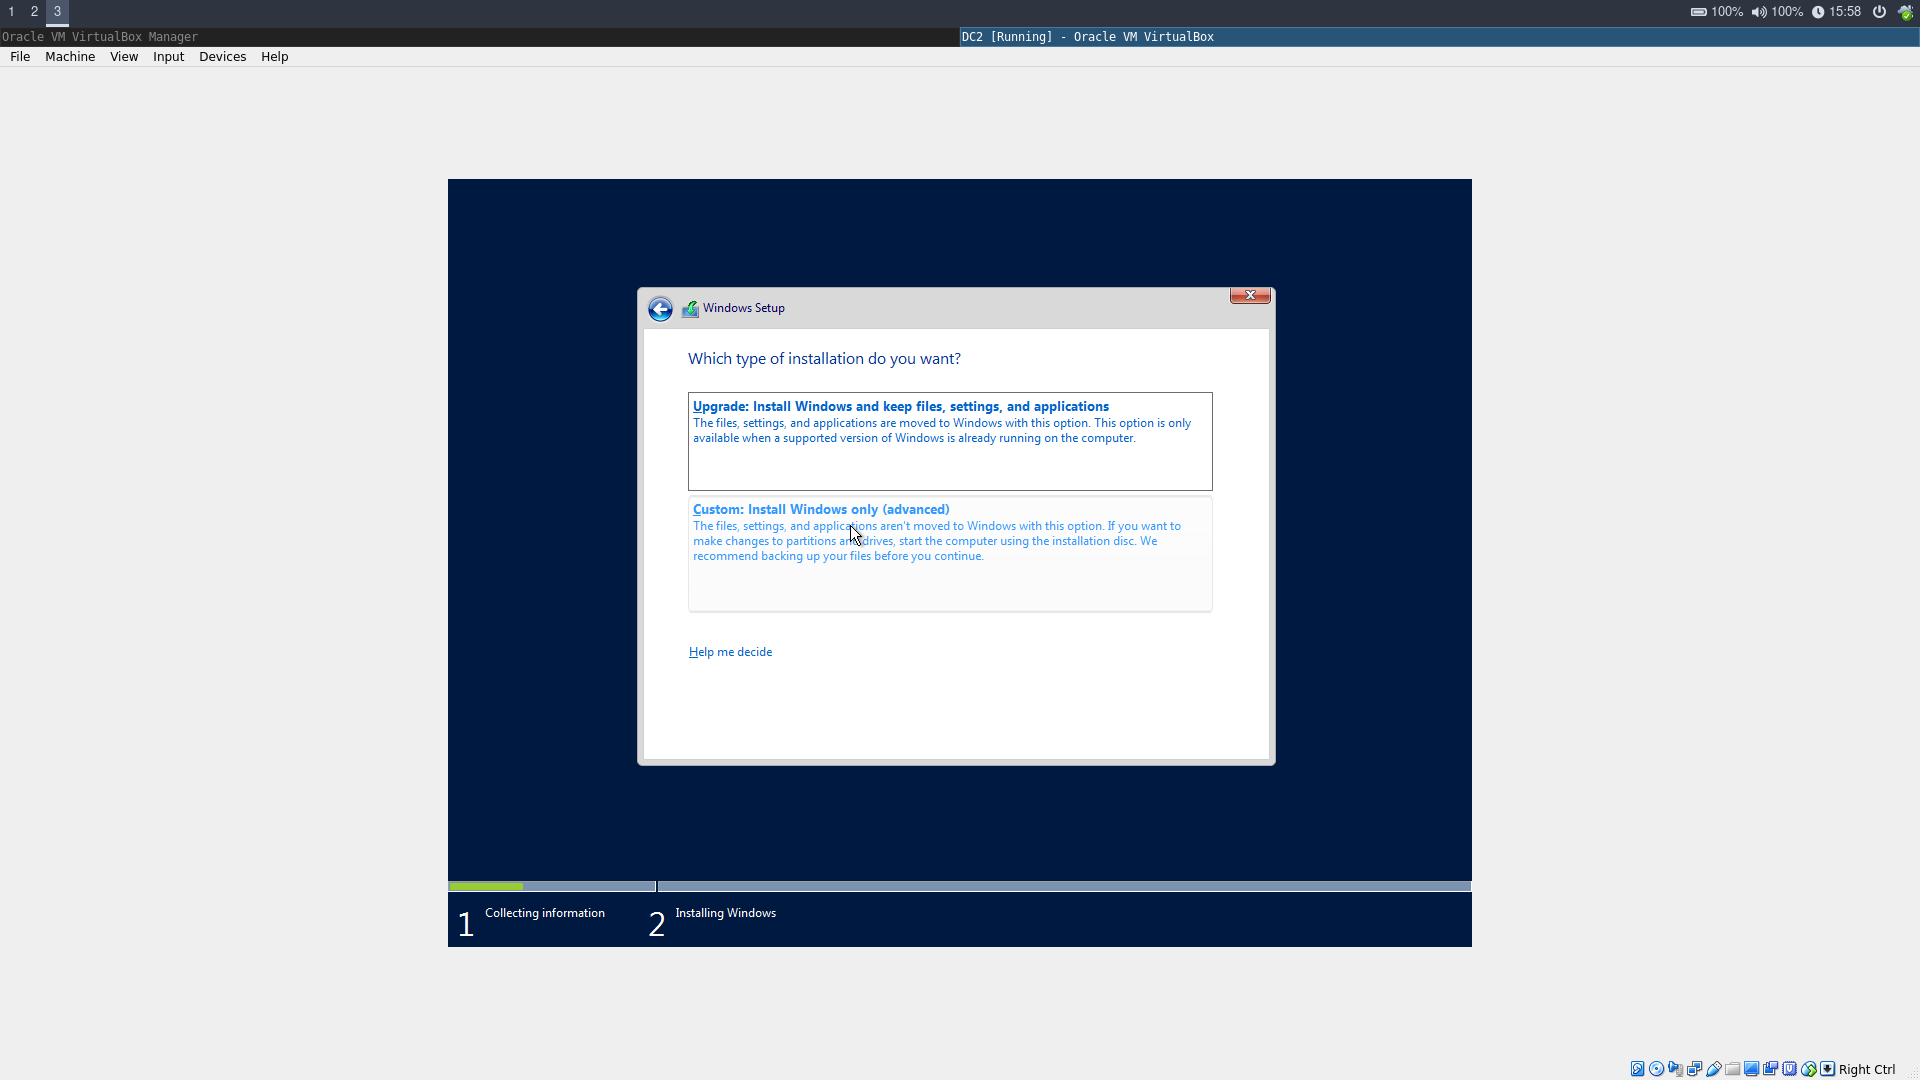 1 2 3 100% 100% 15:58
Oracle VM VirtualBox Manager DC2 [Running] - Oracle VM VirtualBox
File Machine View Input Devices Help
Windows Setup
Which type of installation do you want?
Upgrade: Install Windows and keep files, settings, and applications
The files, settings, and applications are moved to Windows with this option. This option is only
available when a supported version of Windows is already running on the computer.
Custom: Install Windows only (advanced)
The files, settings, and applications aren't moved to Windows with this option. If you want to
make changes to partitions and drives, start the computer using the installation disc. We
recommend backing up your files before you continue.
Help me decide
1 Collecting information 2 Installing Windows
Right Ctrl